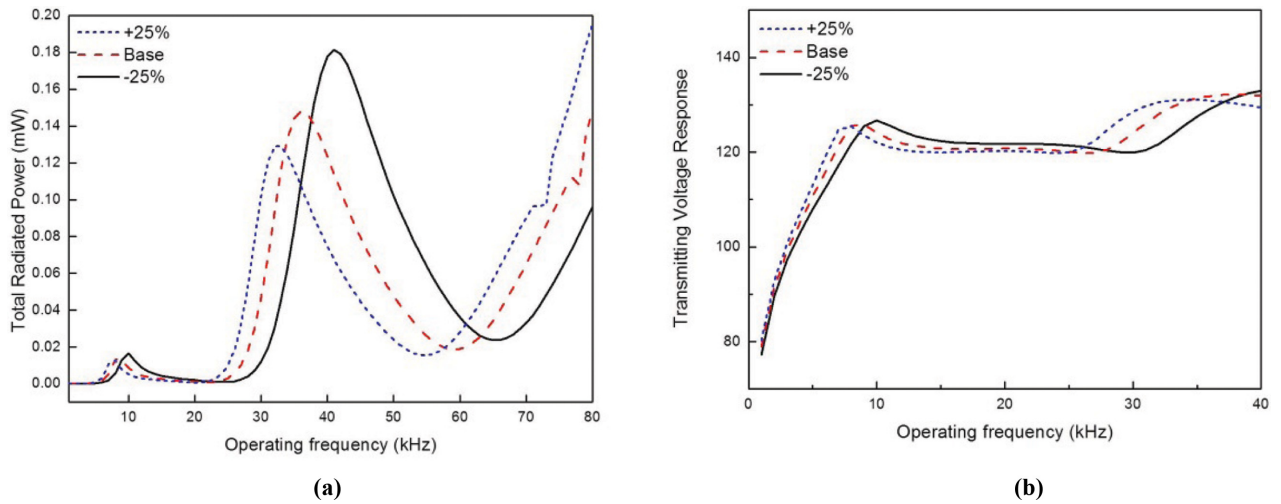 +25%
Base
-25%
Total Radiated Power (mW)
0.20
0.18
0.16
0.14
0.12
0.10
0.08
0.06
0.04
0.02
0.00
10 20 30 40 50 60 70 80
Operating frequency (kHz)
(a)
+25%
Base
-25%
Transmitting Voltage Response
140
120
100
80
0 10 20 30 40
Operating frequency (kHz)
(b)